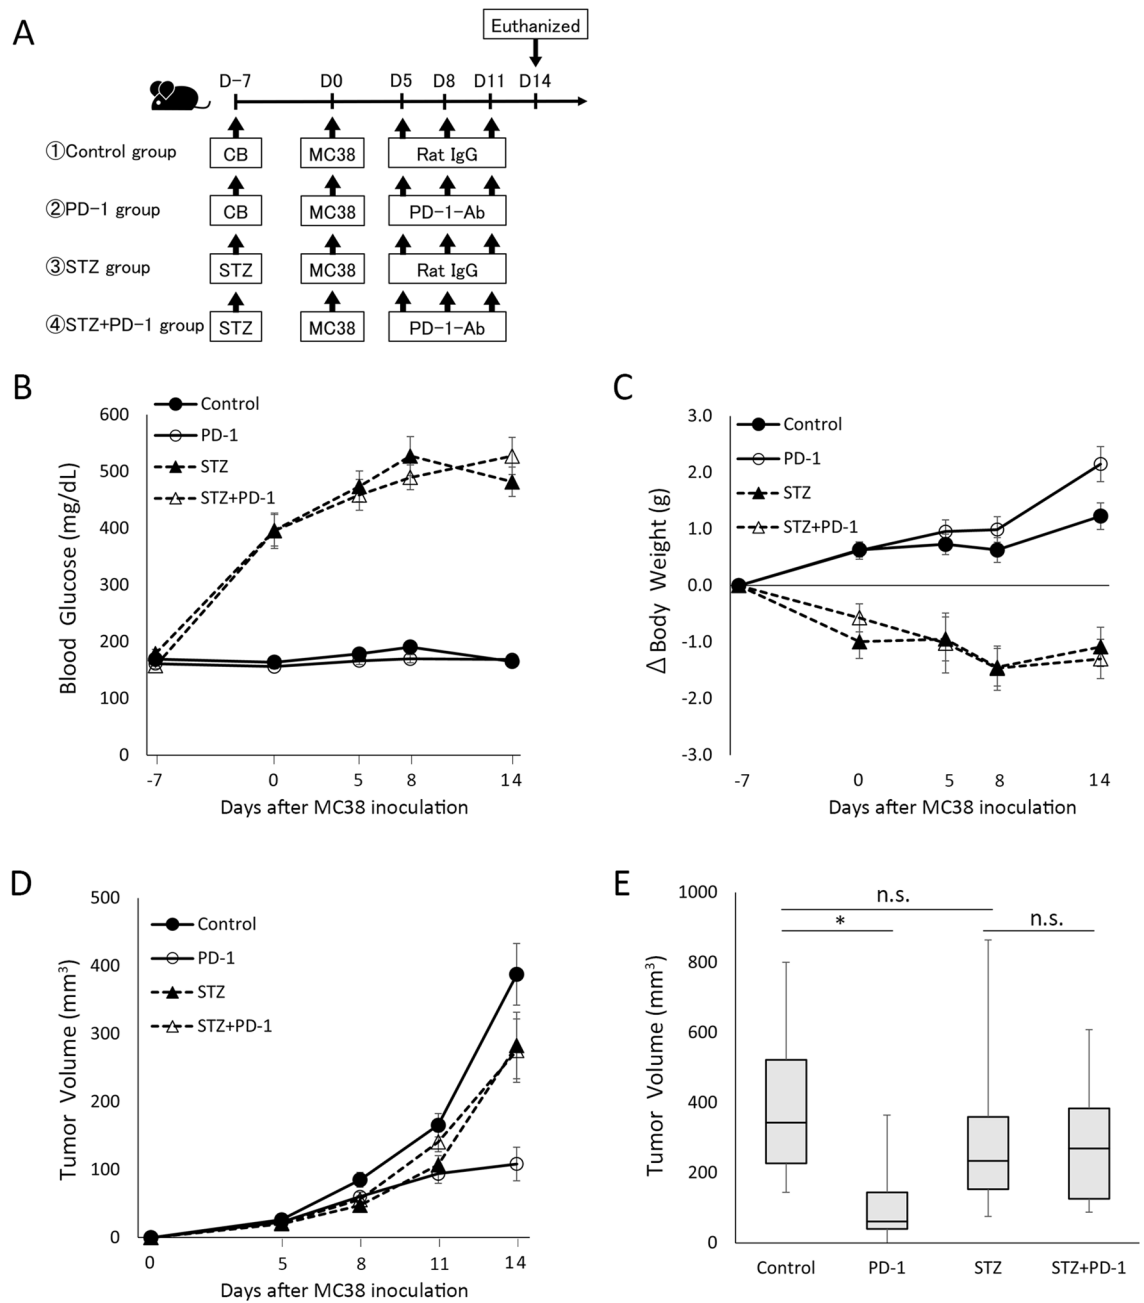 A
Euthanized
D-7 D0 D5 D8 D11 D14
①Control group CB MC38 Rat IgG
②PD-1 group CB MC38 PD-1-Ab
③STZ group STZ MC38 Rat IgG
④STZ+PD-1 group STZ MC38 PD-1-Ab
B
Control
PD-1
STZ
STZ+PD-1
Blood Glucose (mg/dL)
600
500
400
300
200
100
0
-7 0 5 8 14
Days after MC38 inoculation
C
Control
PD-1
STZ
STZ+PD-1
Δ Body Weight (g)
3.0
2.0
1.0
0.0
-1.0
-2.0
-3.0
-7 0 5 8 14
Days after MC38 inoculation
D
Control
PD-1
STZ
STZ+PD-1
Tumor Volume (mm³)
500
400
300
200
100
0
0 5 8 11 14
Days after MC38 inoculation
E
n.s.
* n.s.
Tumor Volume (mm³)
1000
800
600
400
200
0
Control PD-1 STZ STZ+PD-1